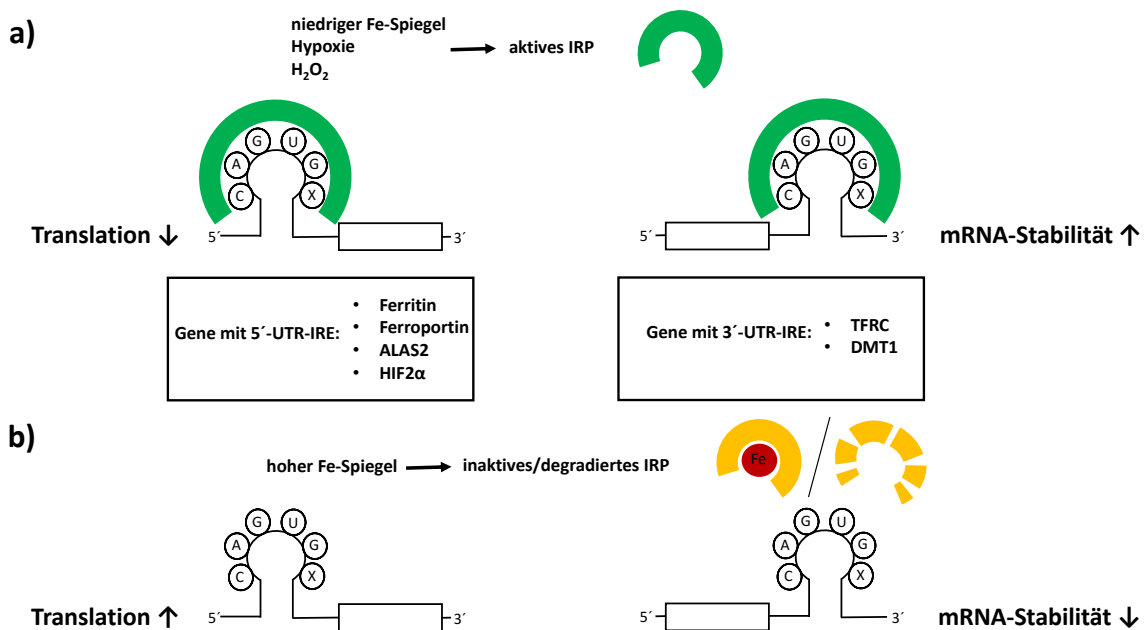 a)
niedriger Fe-Spiegel
Hypoxie
H₂O₂
aktives IRP
C A G U G X
C A G U G X
Translation ↓
5´
3´
5´
3´
mRNA-Stabilität ↑
Gene mit 5´-UTR-IRE:
• Ferritin
• Ferroportin
• ALAS2
• HIF2α
Gene mit 3´-UTR-IRE:
• TFRC
• DMT1
b)
hoher Fe-Spiegel
inaktives/degradiertes IRP
Fe
C A G U G X
C A G U G X
Translation ↑
5´
3´
5´
3´
mRNA-Stabilität ↓